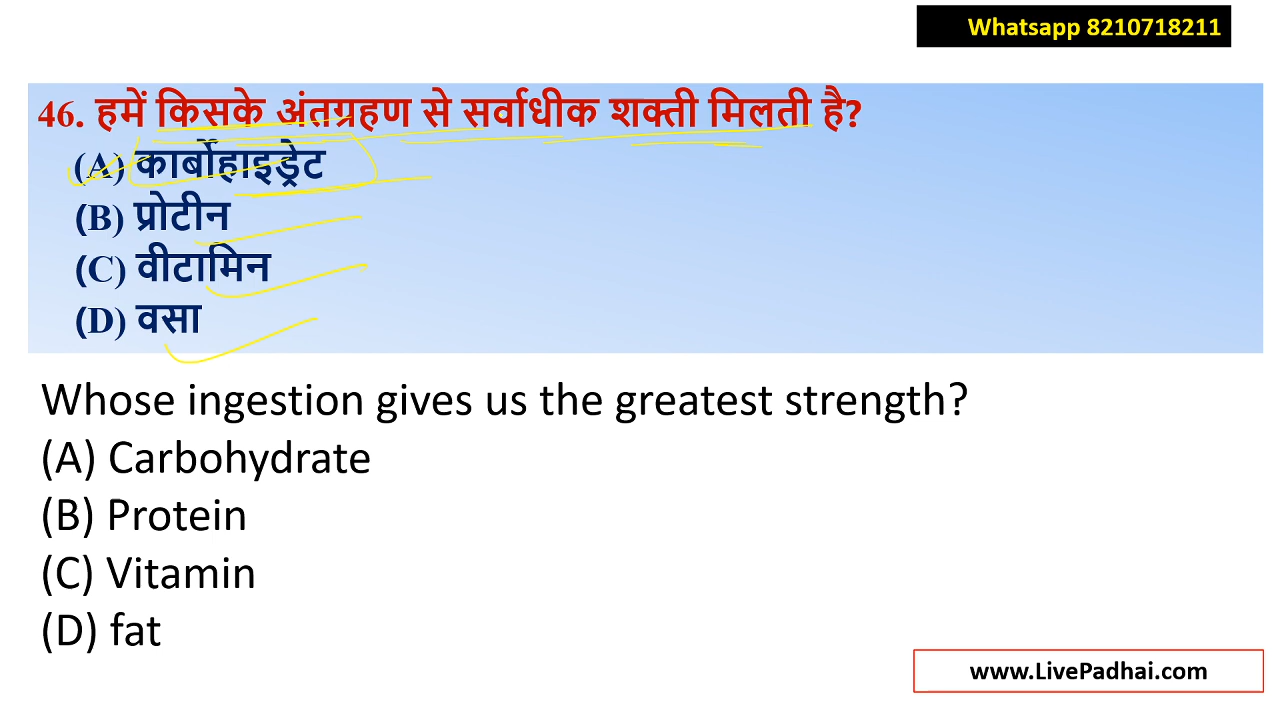 Whatsapp 8210718211
46. हमें किसके अंतग्रहण से सर्वाधीक शक्ती मिलती है?
(A) कार्बोहाइड्रेट
(B) प्रोटीन
(C) वीटामिन
(D) वसा
Whose ingestion gives us the greatest strength?
(A) Carbohydrate
(B) Protein
(C) Vitamin
(D) fat
www.LivePadhai.com